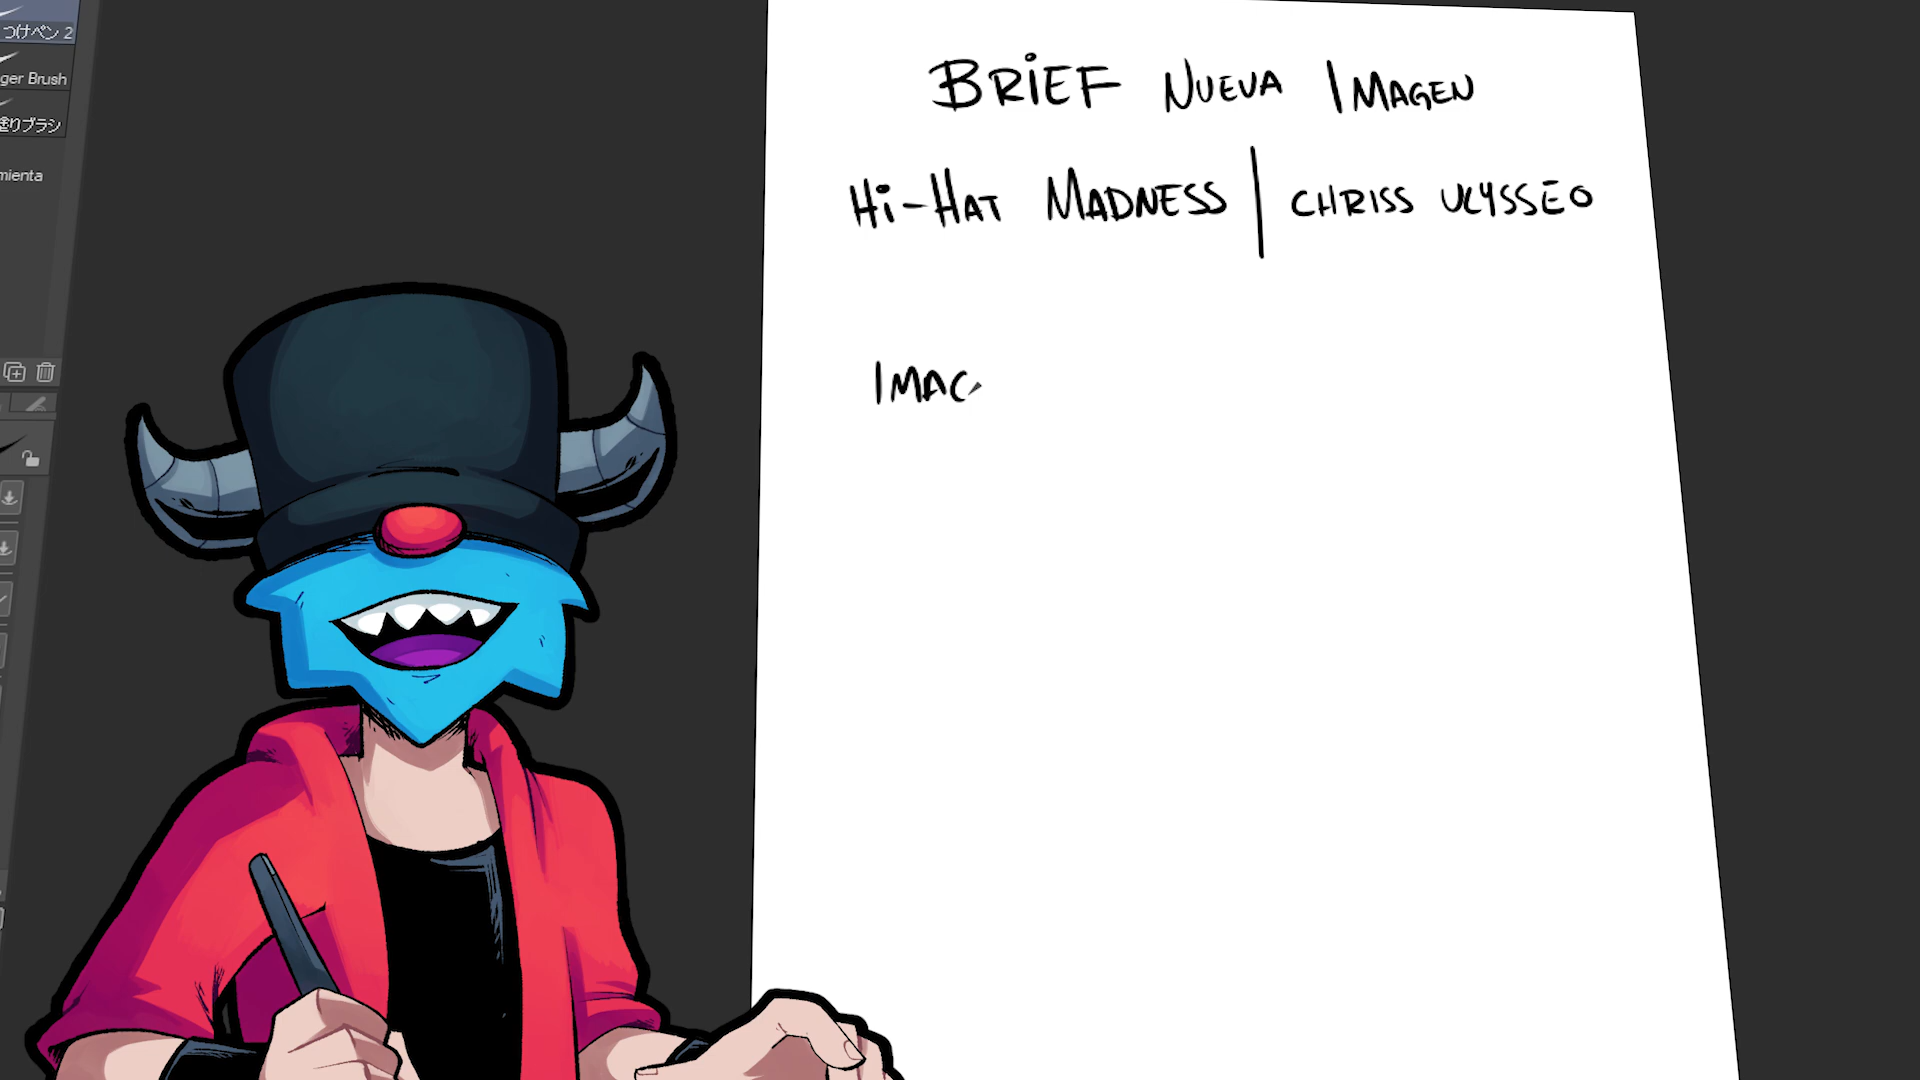 つけペン 2
ger Brush
塗りブラシ
mienta
BRiEF NUEVA IMAGEN
Hi-HAT MADNESS | CHRISS ULYSSEO
IMAC